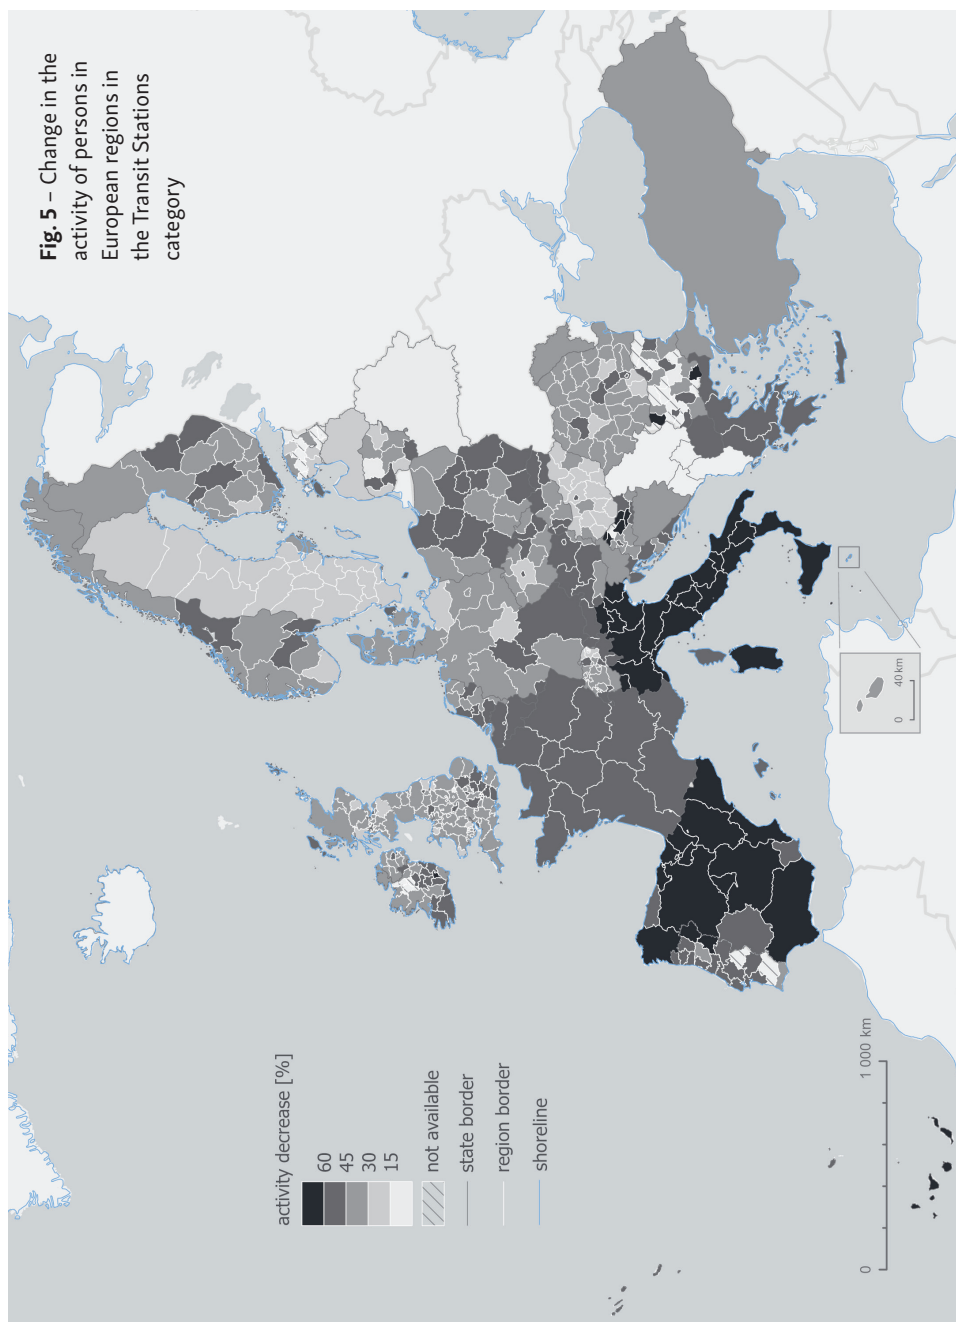 Fig. 5 – Change in the
activity of persons in
European regions in
the Transit Stations
category
activity decrease [%]
60
45
30
15
not available
state border
region border
shoreline
0 1 000 km
0 40 km